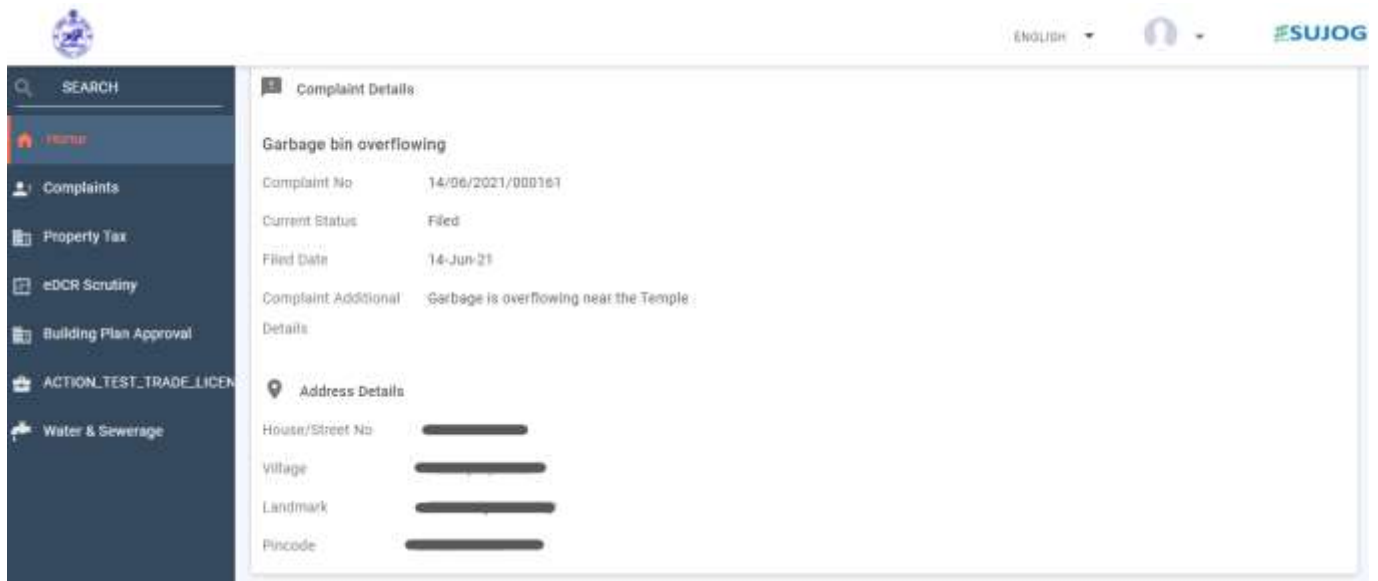 ENGLISH
ESUJOG
SEARCH
Complaint Details
Home
Garbage bin overflowing
Complaints
Complaint No 14/06/2021/000161
Current Status Filed
Property Tax
Filed Date 14-Jun-21
eDCR Scrutiny
Complaint Additional Garbage is overflowing near the Temple
Details
Building Plan Approval
ACTION_TEST_TRADE_LICEN
Address Details
Water & Sewerage
House/Street No
Village
Landmark
Pincode